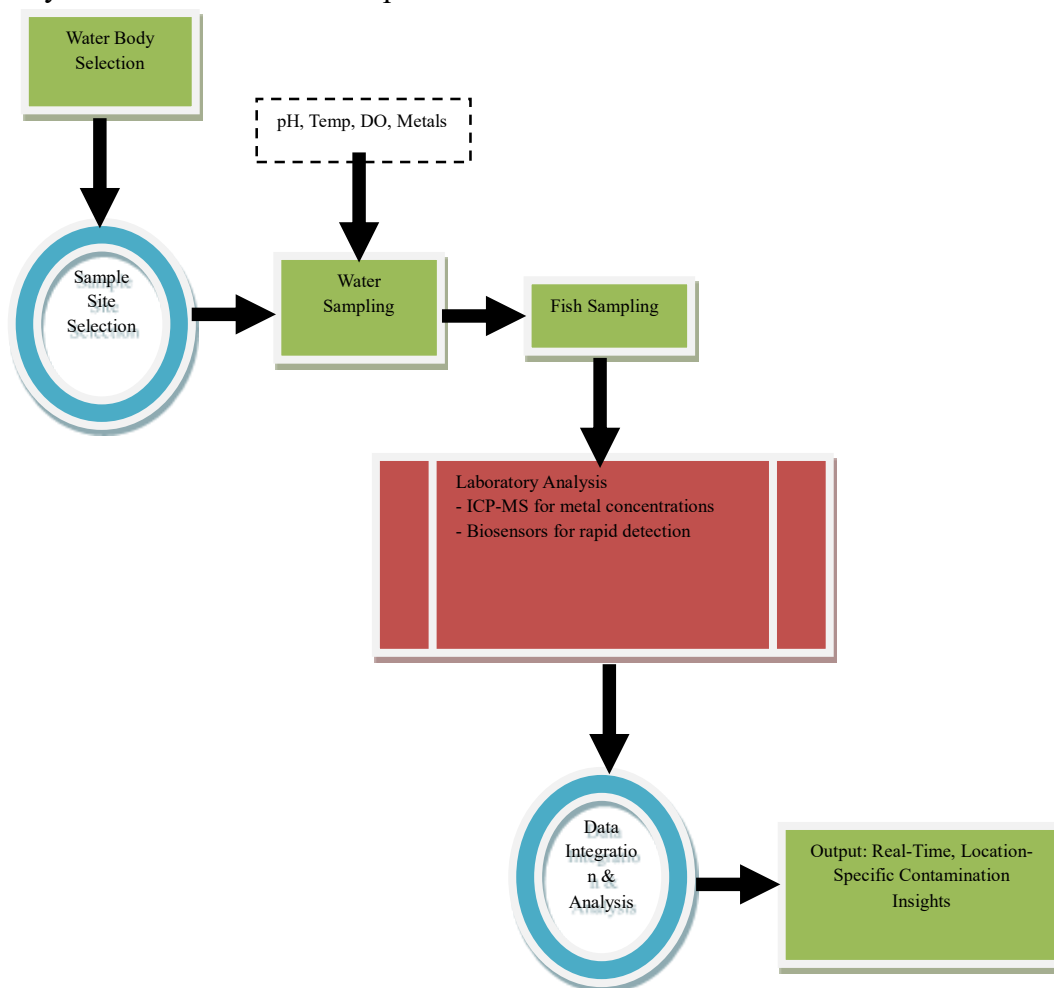 Water Body
Selection
pH, Temp, DO, Metals
Sample
Site
Selection
Water
Sampling
Fish Sampling
Laboratory Analysis
- ICP-MS for metal concentrations
- Biosensors for rapid detection
Data
Integratio
n &
Analysis
Output: Real-Time, Location-
Specific Contamination
Insights